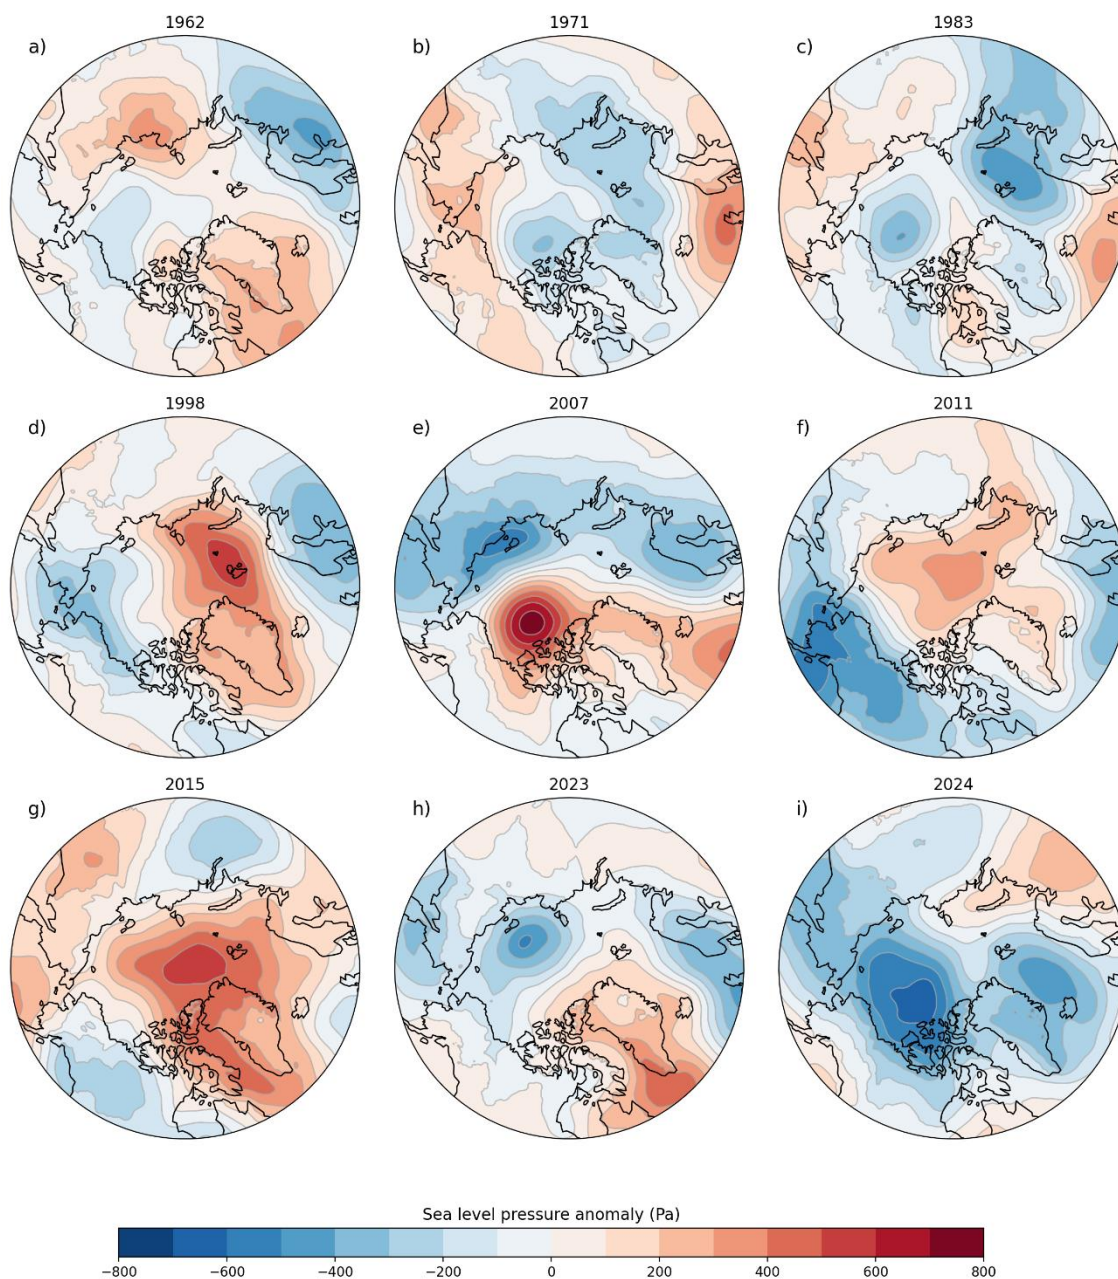 1962
a)
1971
b)
1983
c)
1998
d)
2007
e)
2011
f)
2015
g)
2023
h)
2024
i)
Sea level pressure anomaly (Pa)
−800 −600 −400 −200 0 200 400 600 800